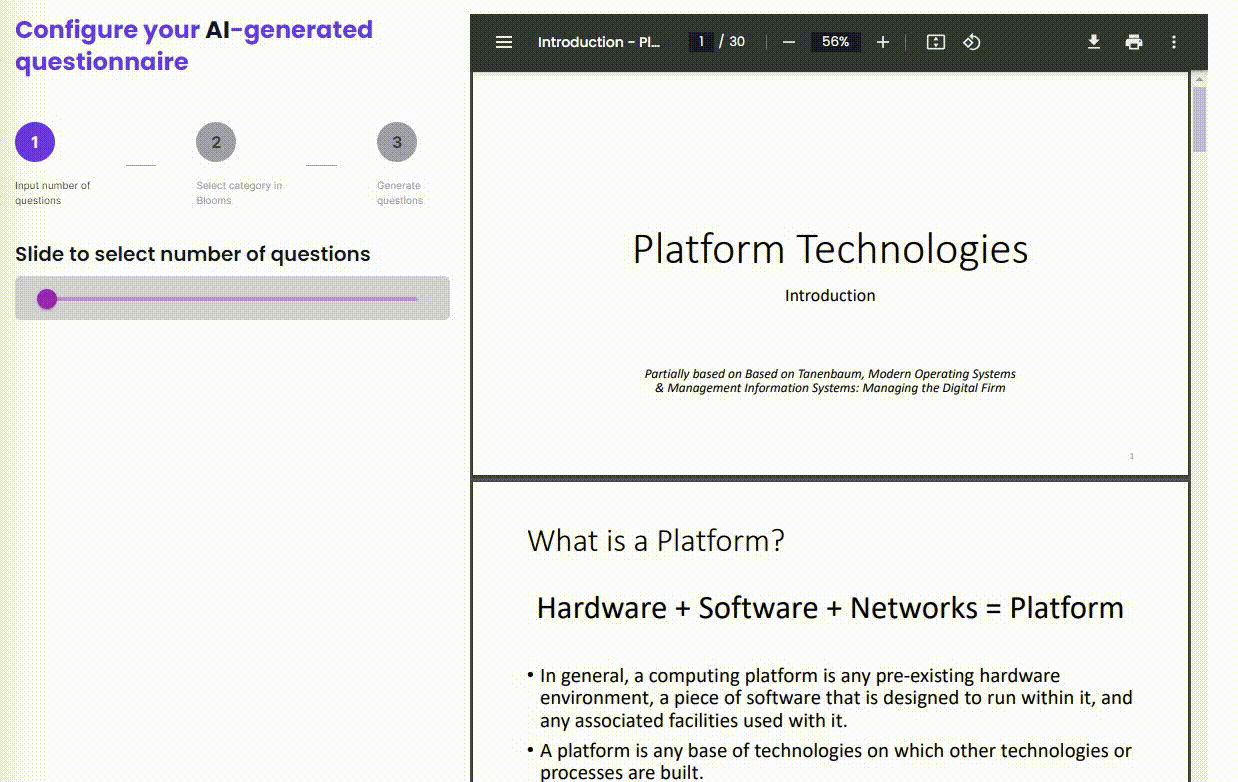 Configure your AI-generated
questionnaire
1
2
3
Input number of
questions
Select category in
Blooms
Generate
questions
Slide to select number of questions
Introduction - Pl...
1 / 30
56%
Platform Technologies
Introduction
Partially based on Based on Tanenbaum, Modern Operating Systems
& Management Information Systems: Managing the Digital Firm
1
What is a Platform?
Hardware + Software + Networks = Platform
• In general, a computing platform is any pre-existing hardware
environment, a piece of software that is designed to run within it, and
any associated facilities used with it.
• A platform is any base of technologies on which other technologies or
processes are built.